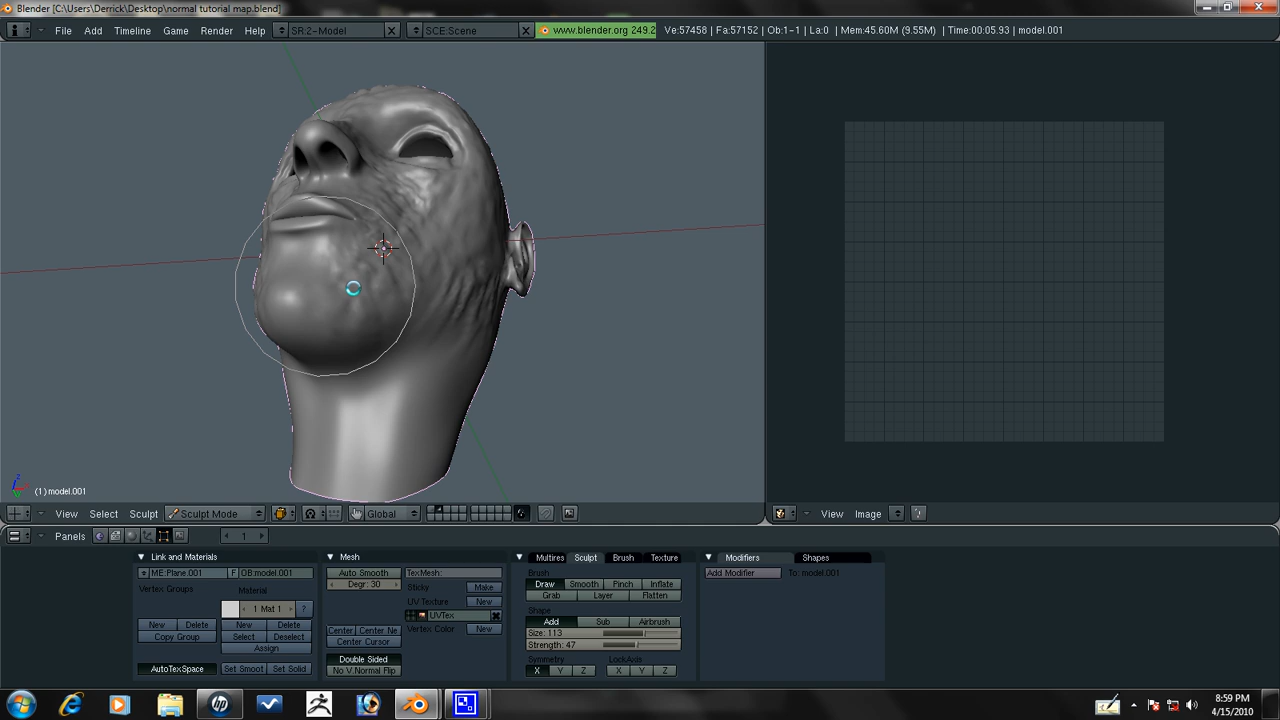 Blender [C:\Users\Derrick\Desktop\normal tutorial map.blend]
File Add Timeline Game Render Help SR:2-Model SCE:Scene www.blender.org 249.2 Ve:57458 | Fa:57152 | Ob:1-1 | La:0 | Mem:45.60M (9.55M) | Time:00:05.93 | model.001
(1) model.001
View Select Sculpt Sculpt Mode Global View Image
Panels 1
Link and Materials Mesh Multires Sculpt Brush Texture Modifiers Shapes
ME:Plane.001 F OB:model.001 Auto Smooth TexMesh: Brush Add Modifier To: model.001
Vertex Groups Material Degr: 30 Sticky Make Draw Smooth Pinch Inflate
Grab Layer Flatten
1 Mat 1 ? UV Texture New Shape
UVTex Add Sub Airbrush
New Delete New Delete Center Center Ne Vertex Color New Size: 113
Copy Group Select Deselect Center Cursor Strength: 47
Assign Double Sided Symmetry LockAxis
AutoTexSpace Set Smoot Set Solid No V.Normal Flip X Y Z X Y Z
8:59 PM
4/15/2010